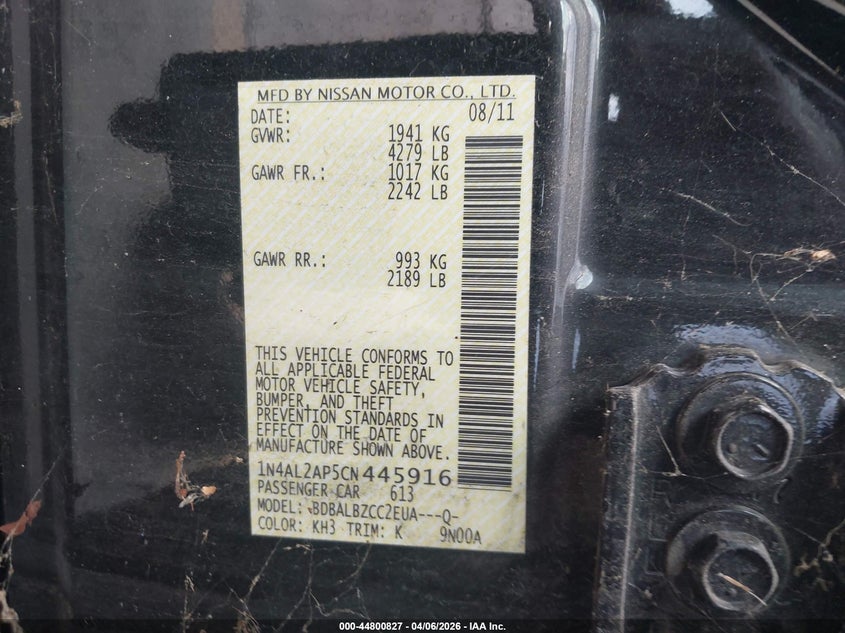 MFD BY NISSAN MOTOR CO., LTD.
DATE: 08/11
GVWR: 1941 KG
4279 LB
GAWR FR.: 1017 KG
2242 LB
GAWR RR.: 993 KG
2189 LB
THIS VEHICLE CONFORMS TO
ALL APPLICABLE FEDERAL
MOTOR VEHICLE SAFETY,
BUMPER, AND THEFT
PREVENTION STANDARDS IN
EFFECT ON THE DATE OF
MANUFACTURE SHOWN ABOVE.
1N4AL2AP5CN445916
PASSENGER CAR 613
MODEL: BDBALBZCC2EUA---Q-
COLOR: KH3 TRIM: K 9N00A
000-44800827 - 04/06/2026 - IAA Inc.